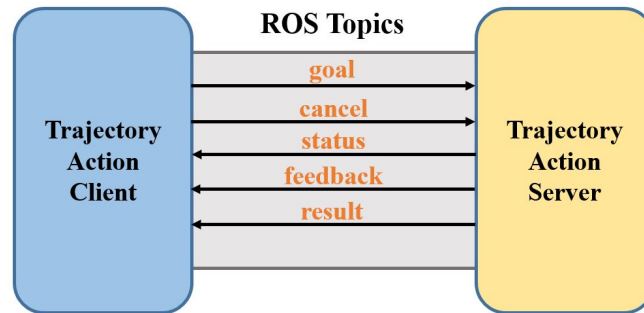 ROS Topics
Trajectory
Action
Client
goal
cancel
status
feedback
result
Trajectory
Action
Server